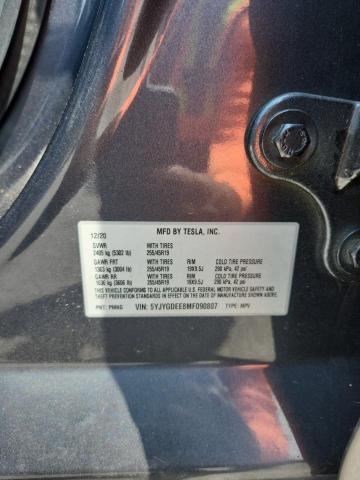 MFD BY TESLA, INC.
12/20
GVWR WITH TIRES
2405 kg (5302 lb) 255/45R19
GAWR FRT WITH TIRES RIM COLD TIRE PRESSURE
1363 kg (3004 lb) 255/45R19 19X9.5J 290 kPa, 42 psi
GAWR RR WITH TIRES RIM COLD TIRE PRESSURE
1636 kg (3606 lb) 255/45R19 19X9.5J 290 kPa, 42 psi
THIS VEHICLE CONFORMS TO ALL APPLICABLE U.S. FEDERAL
MOTOR VEHICLE SAFETY AND THEFT PREVENTION STANDARDS
IN EFFECT ON THE DATE OF MANUFACTURE SHOWN ABOVE.
PNT: PMNG VIN: 5YJYGDEE8MF090807 TYPE: MPV